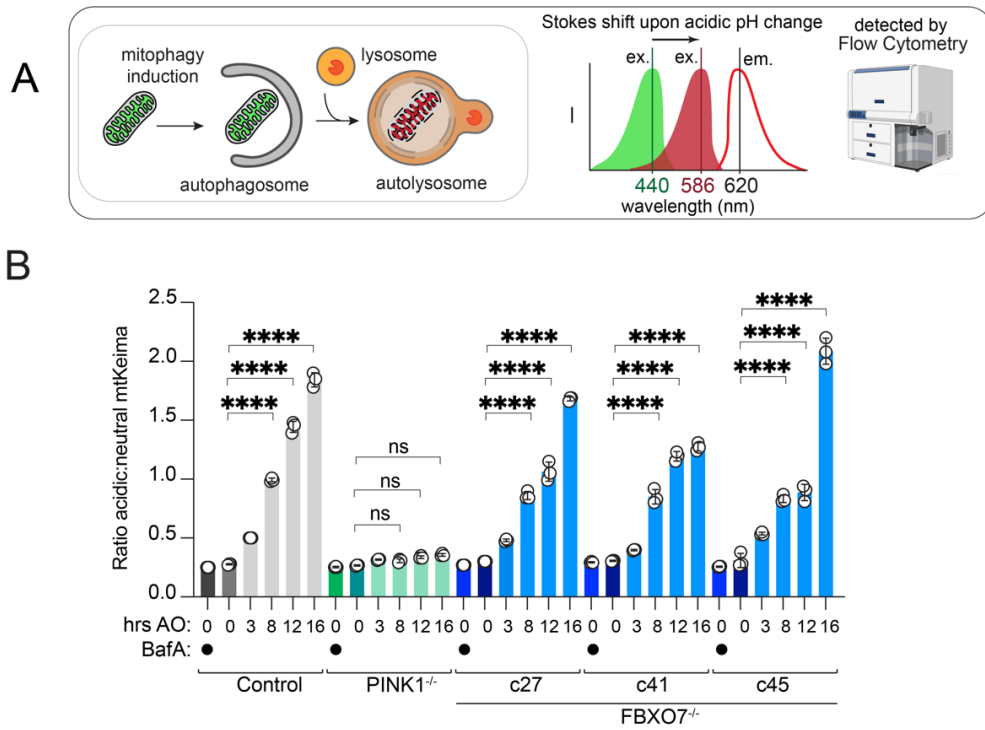 A
mitophagy
induction
lysosome
autophagosome
autolysosome
Stokes shift upon acidic pH change
ex. ex. em.
I
440 586 620
wavelength (nm)
detected by
Flow Cytometry
B
Ratio acidic:neutral mtKeima
2.5
2.0
1.5
1.0
0.5
0.0
****
****
****
ns
ns
ns
****
****
****
****
****
****
****
****
****
hrs AO: 0 0 3 8 12 16 0 0 3 8 12 16 0 0 3 8 12 16 0 0 3 8 12 16 0 0 3 8 12 16
BafA: ● ● ● ● ●
Control PINK1-/- c27 c41 c45
FBXO7-/-